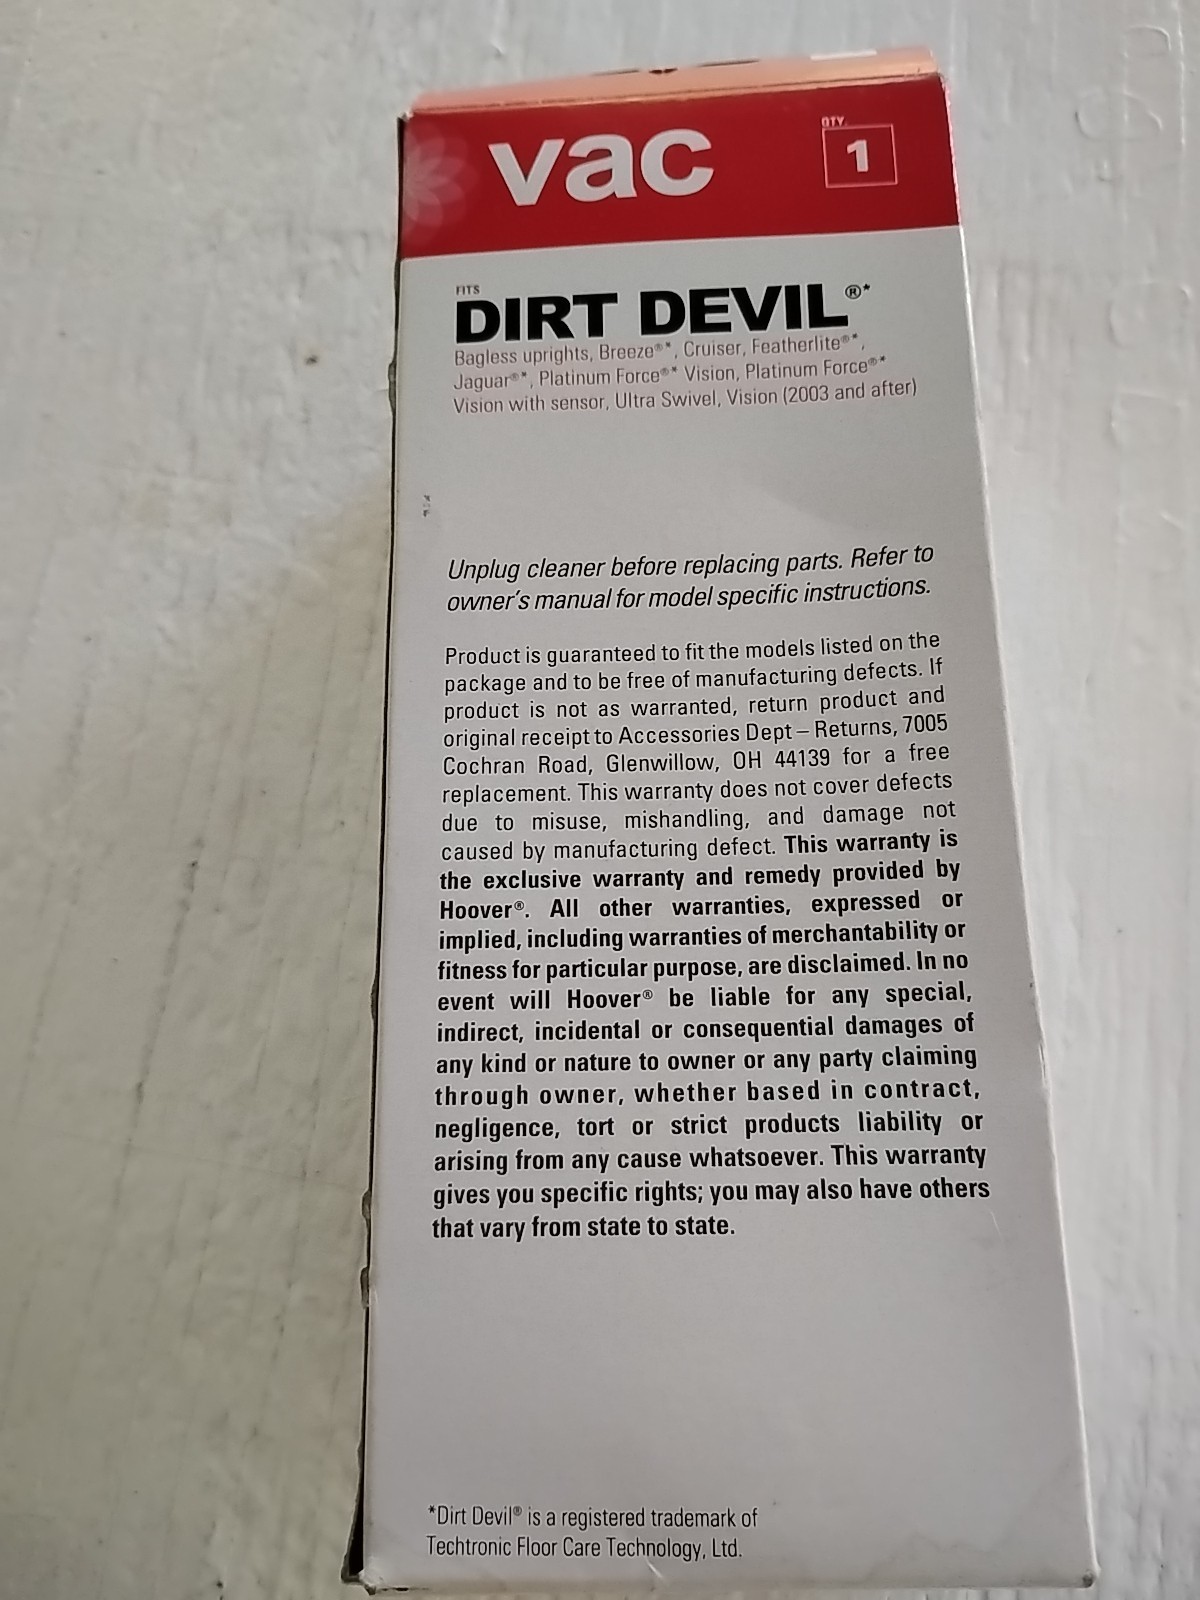 vac
QTY.
1
FITS
DIRT DEVIL®*
Bagless uprights, Breeze®*, Cruiser, Featherlite®*,
Jaguar®*, Platinum Force®* Vision, Platinum Force®*
Vision with sensor, Ultra Swivel, Vision (2003 and after)
Unplug cleaner before replacing parts. Refer to
owner's manual for model specific instructions.
Product is guaranteed to fit the models listed on the
package and to be free of manufacturing defects. If
product is not as warranted, return product and
original receipt to Accessories Dept – Returns, 7005
Cochran Road, Glenwillow, OH 44139 for a free
replacement. This warranty does not cover defects
due to misuse, mishandling, and damage not
caused by manufacturing defect. This warranty is
the exclusive warranty and remedy provided by
Hoover®. All other warranties, expressed or
implied, including warranties of merchantability or
fitness for particular purpose, are disclaimed. In no
event will Hoover® be liable for any special,
indirect, incidental or consequential damages of
any kind or nature to owner or any party claiming
through owner, whether based in contract,
negligence, tort or strict products liability or
arising from any cause whatsoever. This warranty
gives you specific rights; you may also have others
that vary from state to state.
*Dirt Devil® is a registered trademark of
Techtronic Floor Care Technology, Ltd.